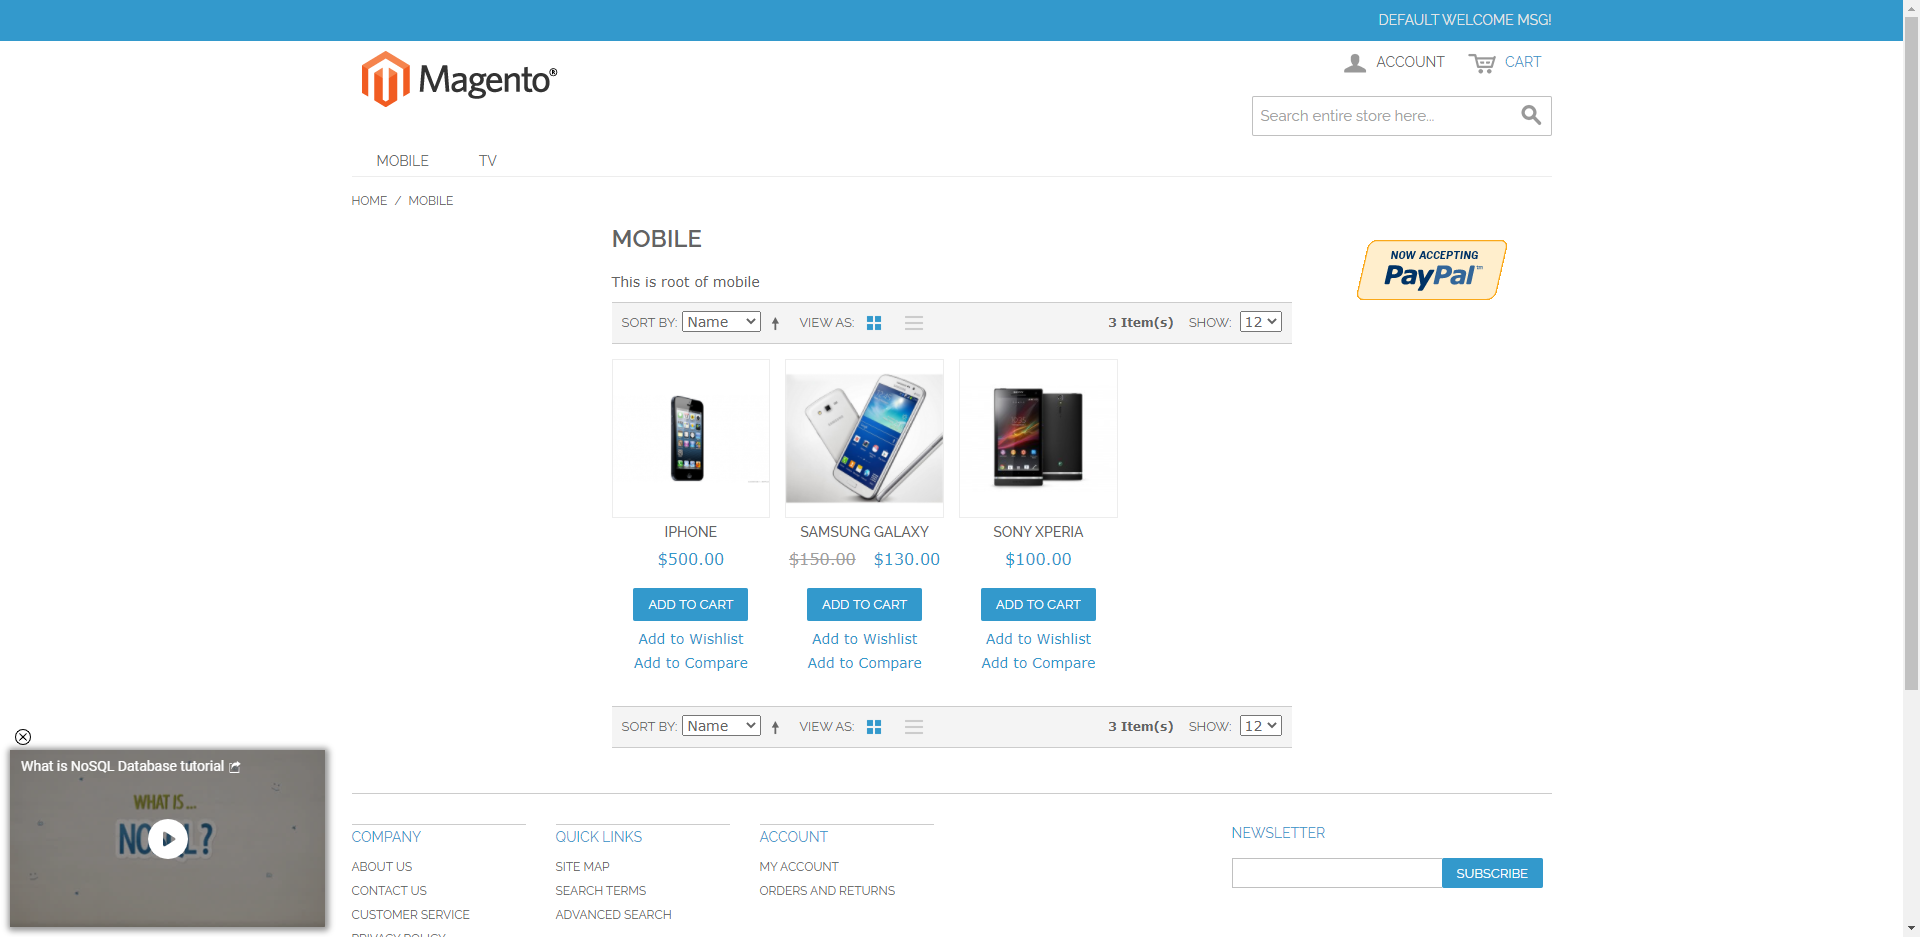 DEFAULT WELCOME MSG!
Magento®
ACCOUNT
CART
Search entire store here...
MOBILE
TV
HOME / MOBILE
MOBILE
NOW ACCEPTING
PayPal™
This is root of mobile
SORT BY: Name
VIEW AS:
3 Item(s)
SHOW: 12
IPHONE
$500.00
ADD TO CART
Add to Wishlist
Add to Compare
SAMSUNG GALAXY
$150.00 $130.00
ADD TO CART
Add to Wishlist
Add to Compare
SONY XPERIA
$100.00
ADD TO CART
Add to Wishlist
Add to Compare
SORT BY: Name
VIEW AS:
3 Item(s)
SHOW: 12
What is NoSQL Database tutorial
WHAT IS...
COMPANY
ABOUT US
CONTACT US
CUSTOMER SERVICE
PRIVACY POLICY
QUICK LINKS
SITE MAP
SEARCH TERMS
ADVANCED SEARCH
ACCOUNT
MY ACCOUNT
ORDERS AND RETURNS
NEWSLETTER
SUBSCRIBE